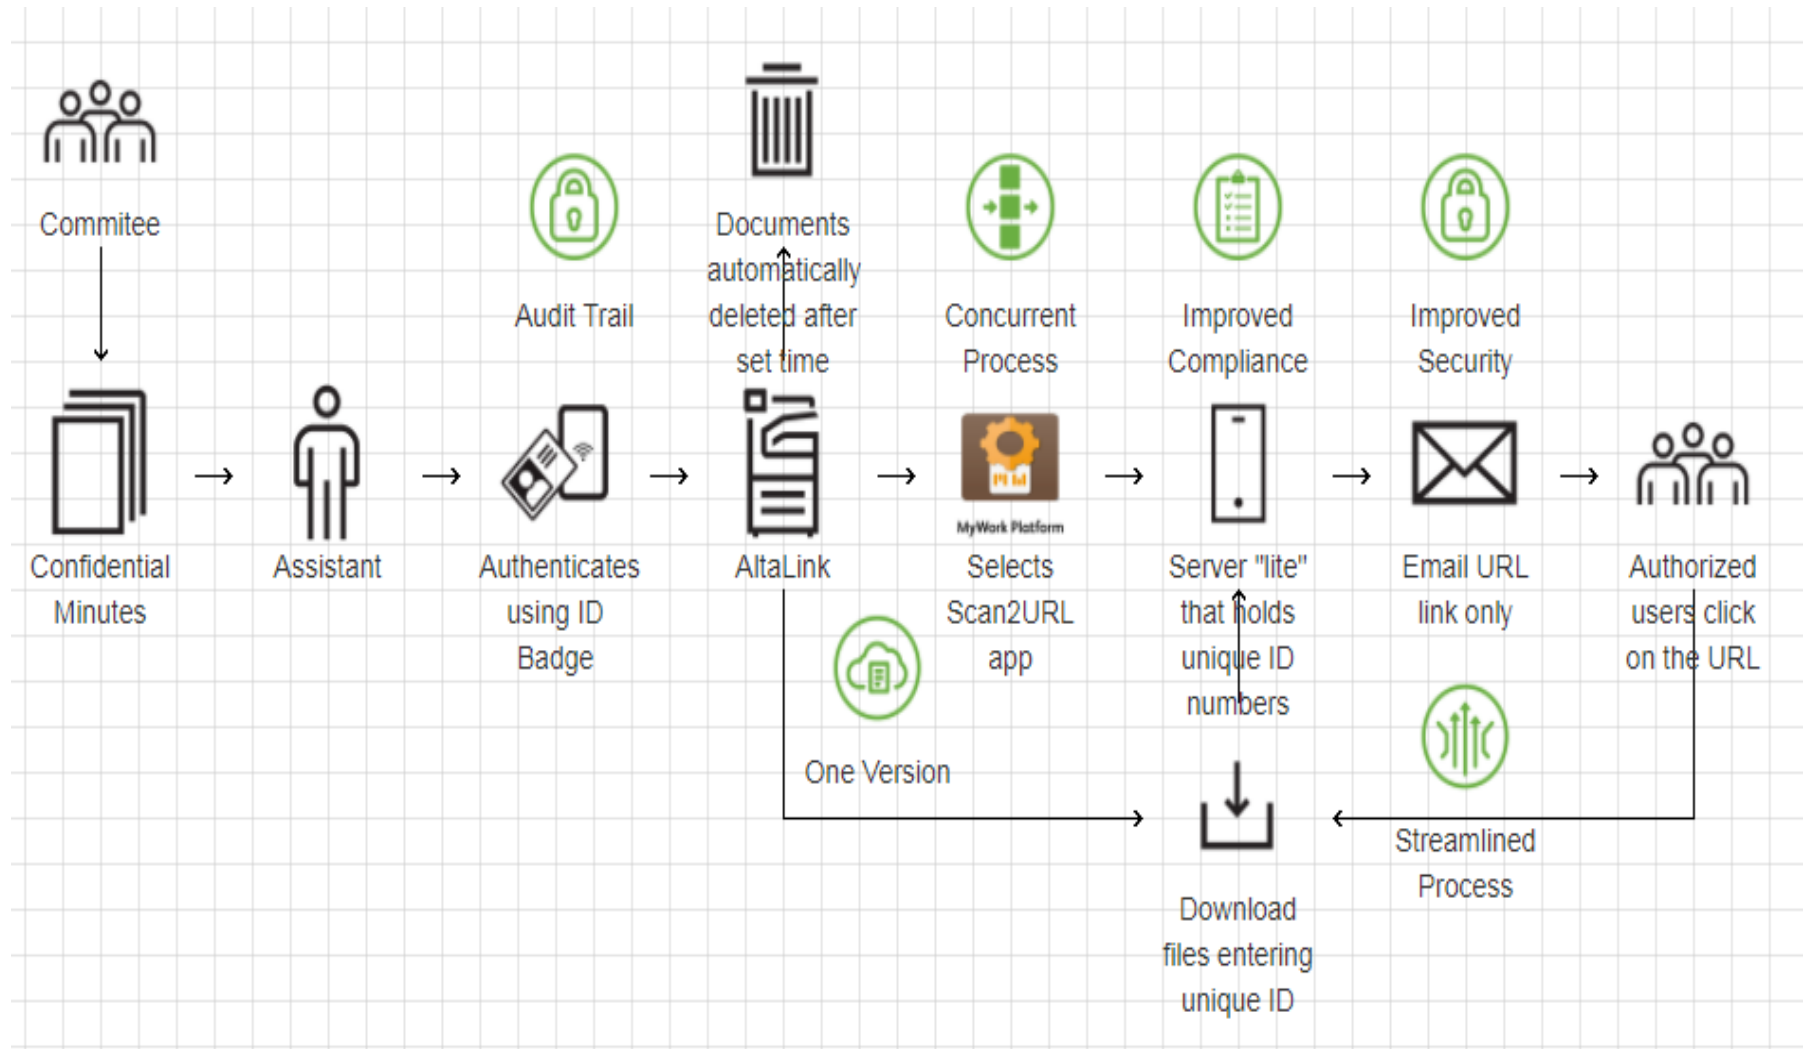 Commitee
Audit Trail
Documents
automatically
deleted after
set time
Concurrent
Process
Improved
Compliance
Improved
Security
MyWork Platform
Confidential
Minutes
Assistant
Authenticates
using ID
Badge
AltaLink
Selects
Scan2URL
app
Server "lite"
that holds
unique ID
numbers
Email URL
link only
Authorized
users click
on the URL
One Version
Streamlined
Process
Download
files entering
unique ID